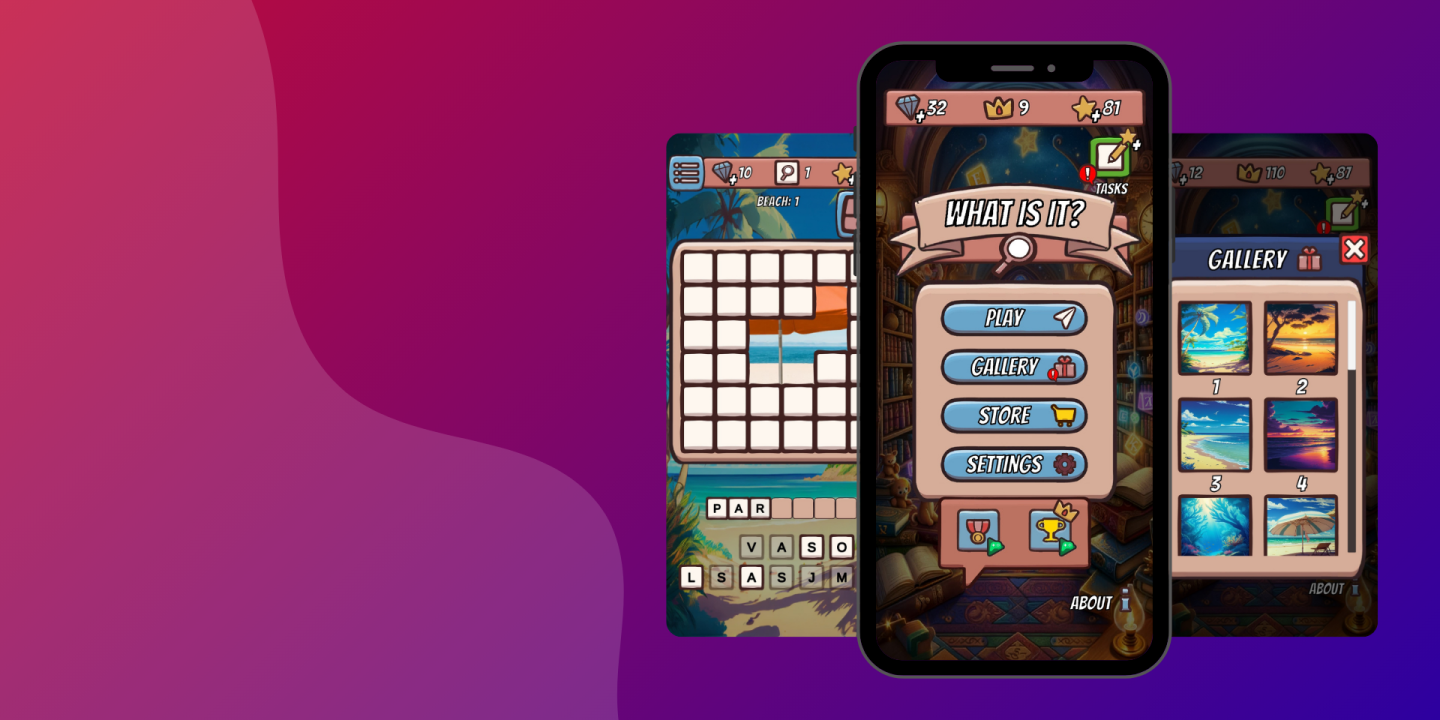 10 1
BEACH: 1
P A R
V A S O
L S A S J M
32 9 81
TASKS
WHAT IS IT?
PLAY
GALLERY
STORE
SETTINGS
ABOUT
12 110 87
GALLERY
1 2
3 4
ABOUT